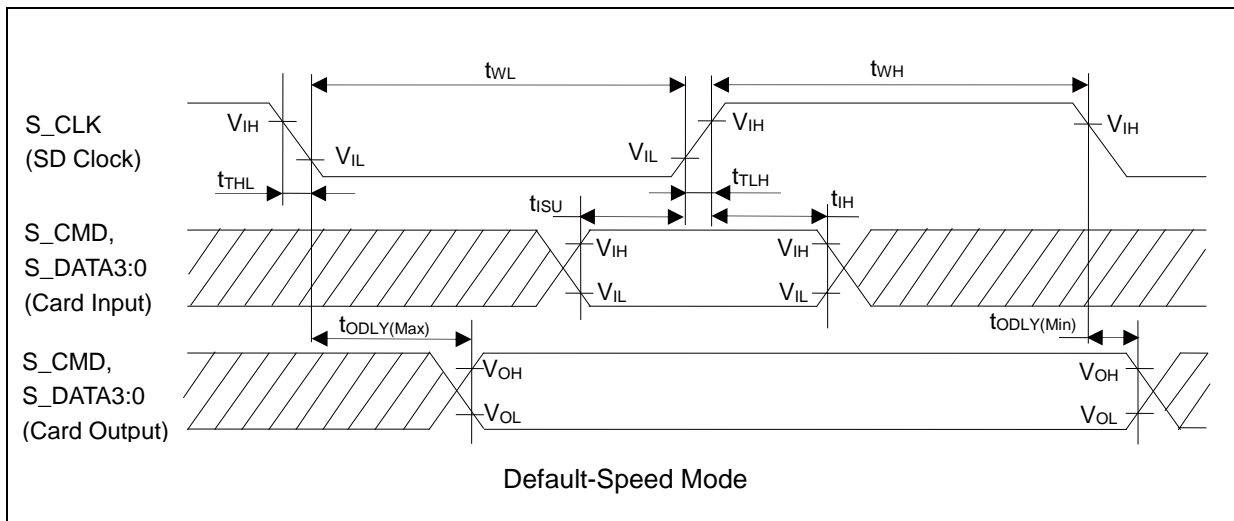 tWL
tWH
S_CLK
(SD Clock)
VIH
VIL
VIL
VIH
VIH
tTHL
tTLH
tISU
tIH
S_CMD,
S_DATA3:0
(Card Input)
VIH
VIL
VIH
VIL
tODLY(Max)
tODLY(Min)
S_CMD,
S_DATA3:0
(Card Output)
VOH
VOL
VOH
VOL
Default-Speed Mode